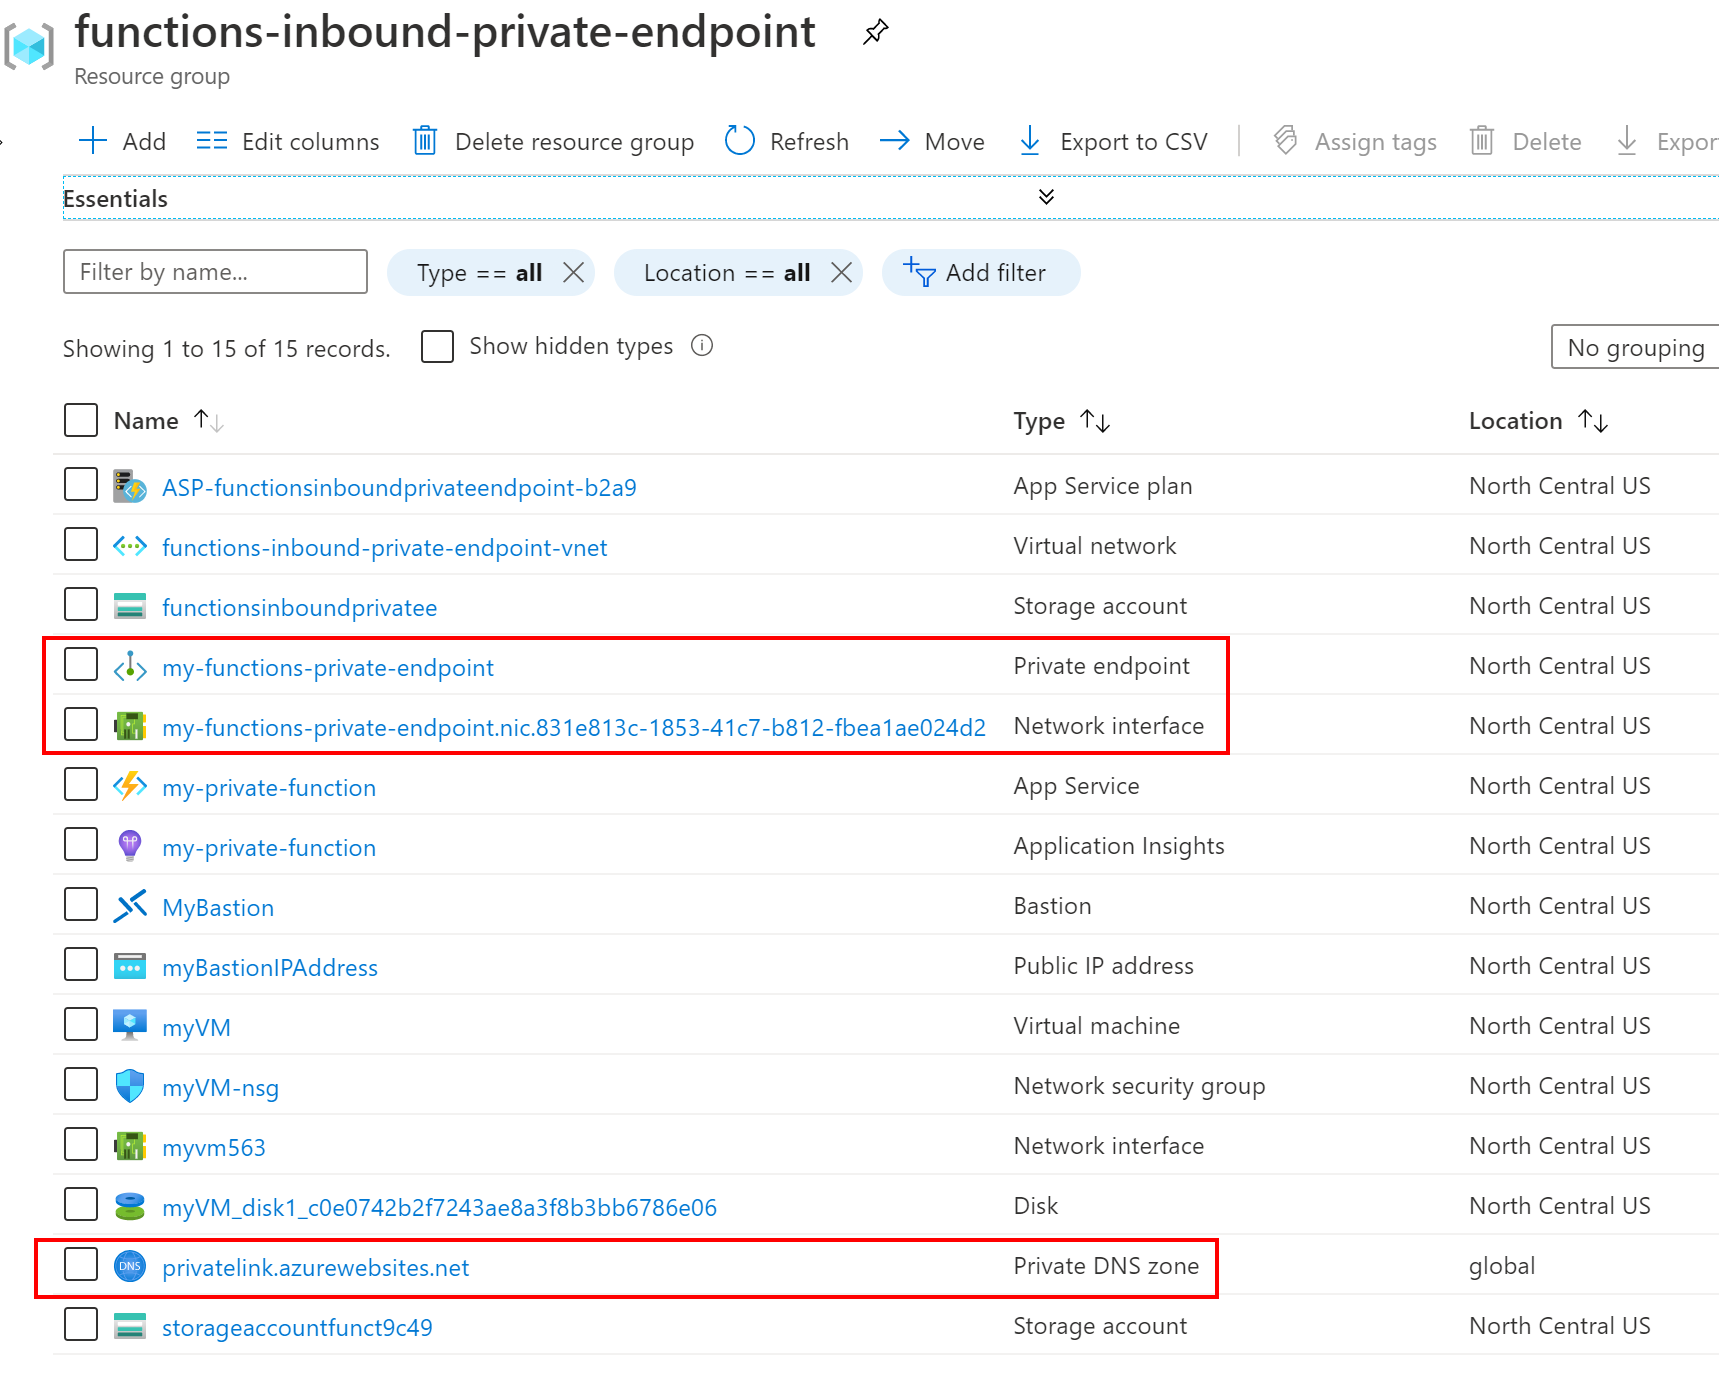 functions-inbound-private-endpoint
Resource group
Add Edit columns Delete resource group Refresh Move Export to CSV Assign tags Delete Expor
Essentials
Filter by name... Type == all Location == all Add filter
Showing 1 to 15 of 15 records. Show hidden types No grouping
Name Type Location
ASP-functionsinboundprivateendpoint-b2a9 App Service plan North Central US
functions-inbound-private-endpoint-vnet Virtual network North Central US
functionsinboundprivatee Storage account North Central US
my-functions-private-endpoint Private endpoint North Central US
my-functions-private-endpoint.nic.831e813c-1853-41c7-b812-fbea1ae024d2 Network interface North Central US
my-private-function App Service North Central US
my-private-function Application Insights North Central US
MyBastion Bastion North Central US
myBastionIPAddress Public IP address North Central US
myVM Virtual machine North Central US
myVM-nsg Network security group North Central US
myvm563 Network interface North Central US
myVM_disk1_c0e0742b2f7243ae8a3f8b3bb6786e06 Disk North Central US
DNS privatelink.azurewebsites.net Private DNS zone global
storageaccountfunct9c49 Storage account North Central US